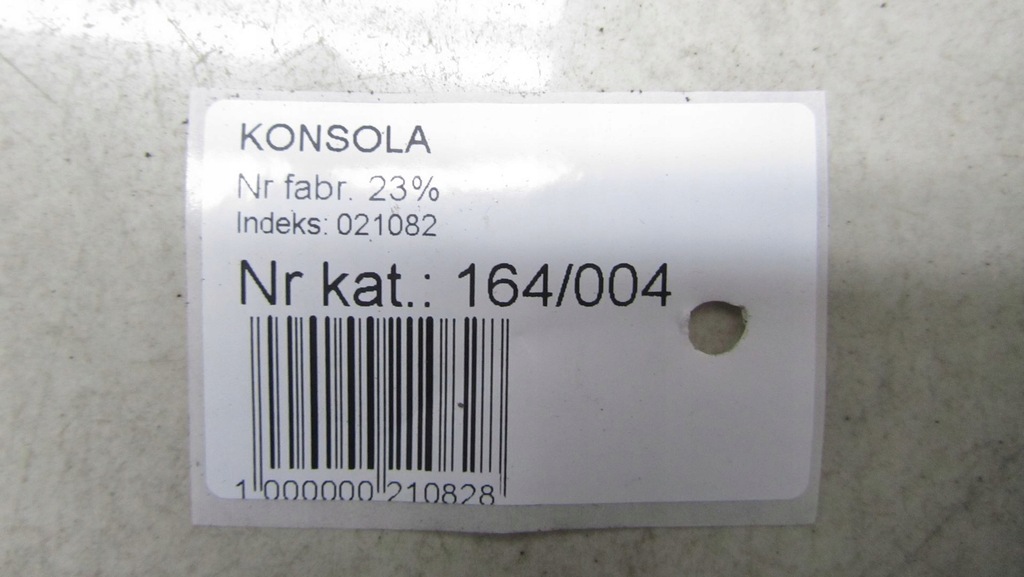 KONSOLA
Nr fabr. 23%
Indeks: 021082
Nr kat.: 164/004
1 000000 210828